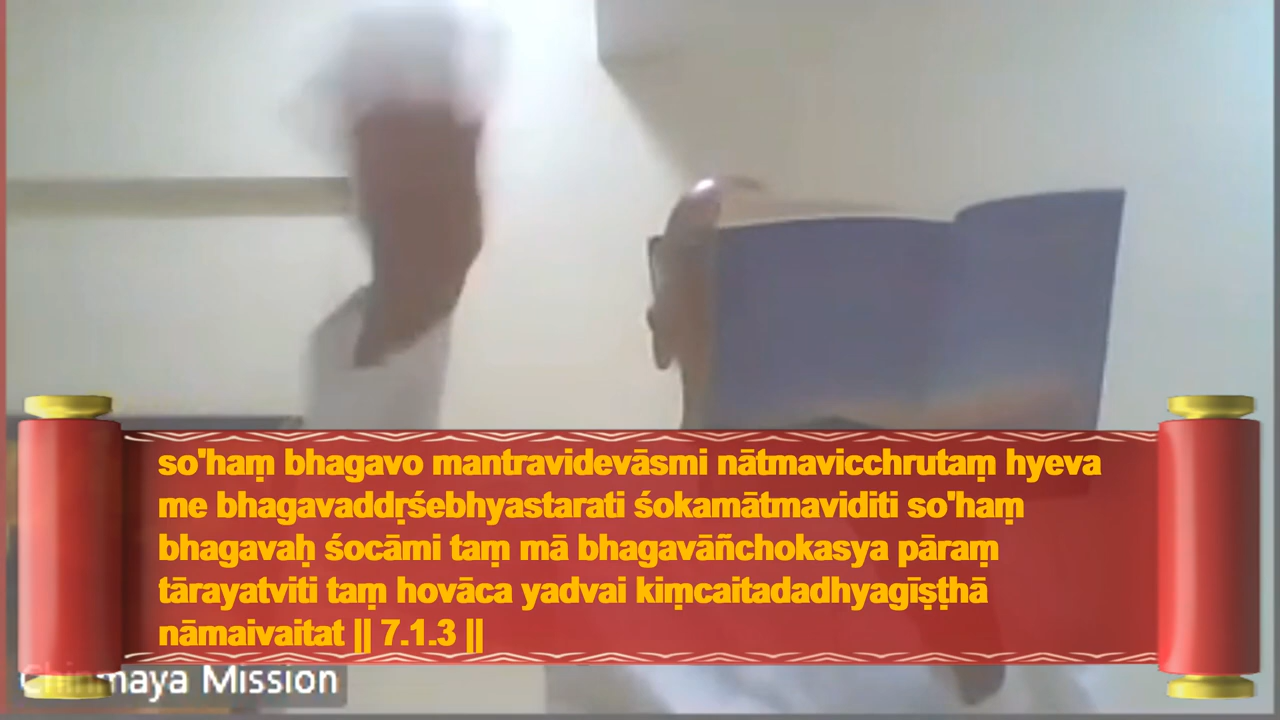 so'haṃ bhagavo mantravidevāsmi nātmavicchrutaṃ hyeva
me bhagavaddṛśebhyastarati śokamātmaviditi so'haṃ
bhagavaḥ śocāmi taṃ mā bhagavāñchokasya pāraṃ
tārayatviti taṃ hovāca yadvai kiṃcaitadadhyagīṣṭhā
nāmaivaitat || 7.1.3 ||
Chinmaya Mission